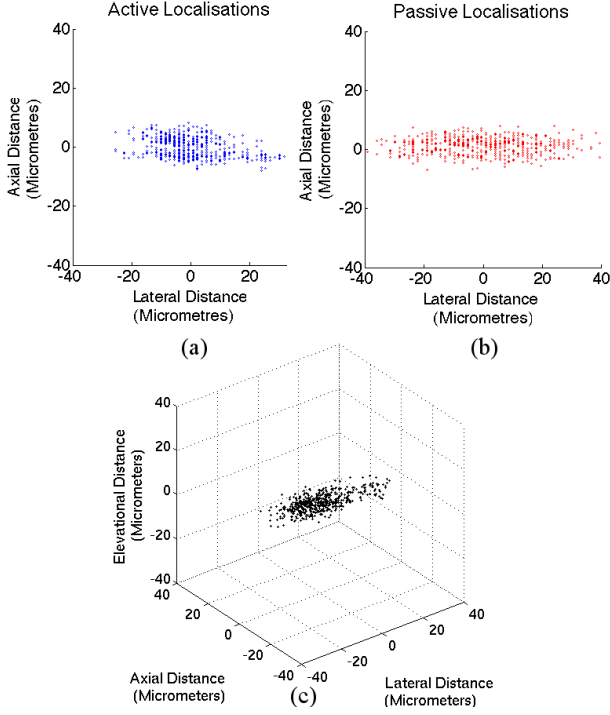 Active Localisations
Passive Localisations
40
20
0
-20
-40
Axial Distance
(Micrometres)
-40
-20
0
20
Lateral Distance
(Micrometres)
(a)
40
20
0
-20
-40
Axial Distance
(Micrometres)
-40
-20
0
20
40
Lateral Distance
(Micrometres)
(b)
40
20
0
-20
-40
Elevational Distance
(Micrometers)
40
20
0
-20
-40
Axial Distance
(Micrometers)
-40
-20
0
20
40
Lateral Distance
(Micrometers)
(c)